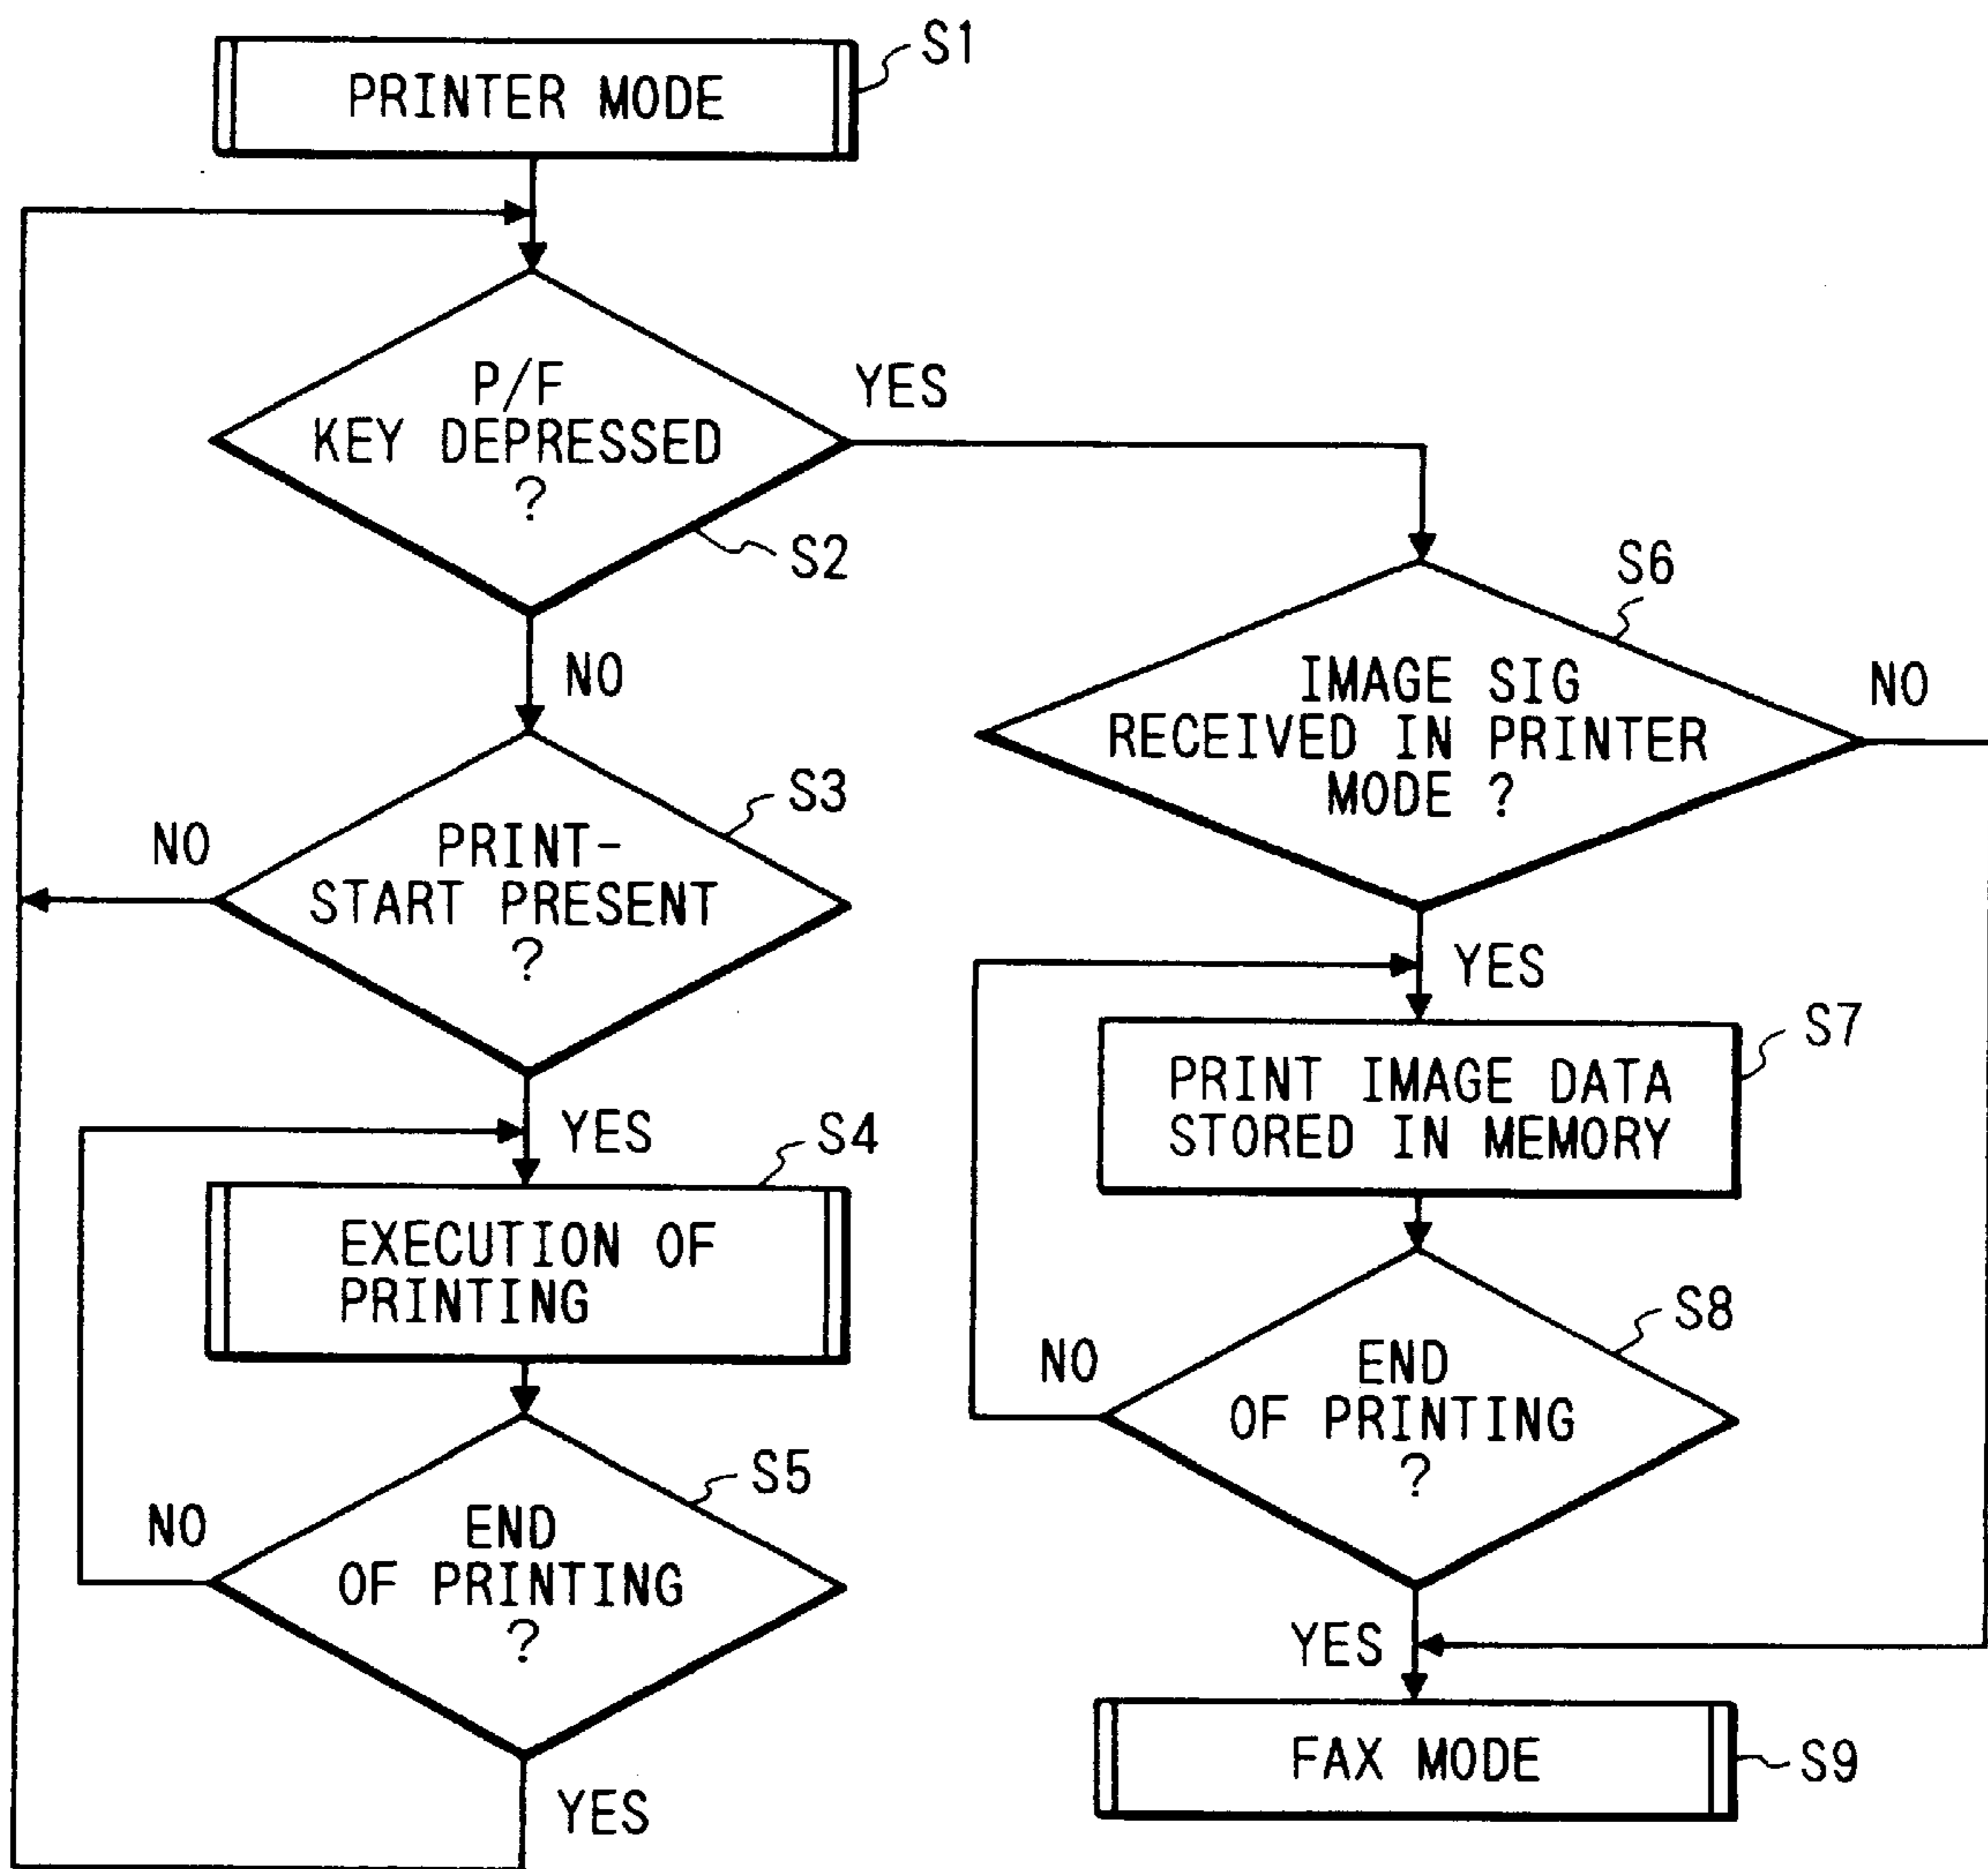 PRINTER MODE
S1
P/F
KEY DEPRESSED
?
YES
S2
NO
PRINT-
START PRESENT
?
S3
NO
YES
S4
EXECUTION OF
PRINTING
END
OF PRINTING
?
S5
NO
YES
S6
IMAGE SIG
RECEIVED IN PRINTER
MODE ?
NO
YES
S7
PRINT IMAGE DATA
STORED IN MEMORY
S8
END
OF PRINTING
?
NO
YES
FAX MODE
S9